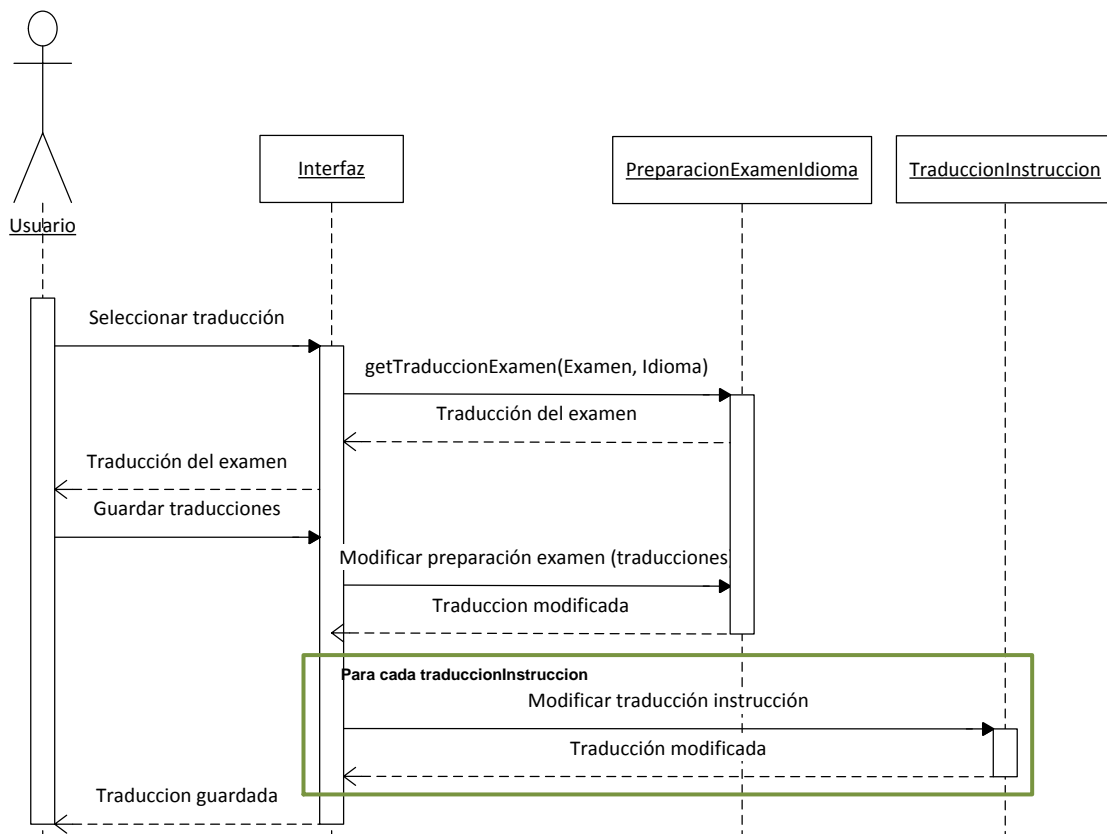 Usuario
Interfaz
PreparacionExamenIdioma
TraduccionInstruccion
Seleccionar traducción
getTraduccionExamen(Examen, Idioma)
Traducción del examen
Traducción del examen
Guardar traducciones
Modificar preparación examen (traducciones)
Traduccion modificada
Para cada traduccionInstruccion
Modificar traducción instrucción
Traducción modificada
Traduccion guardada